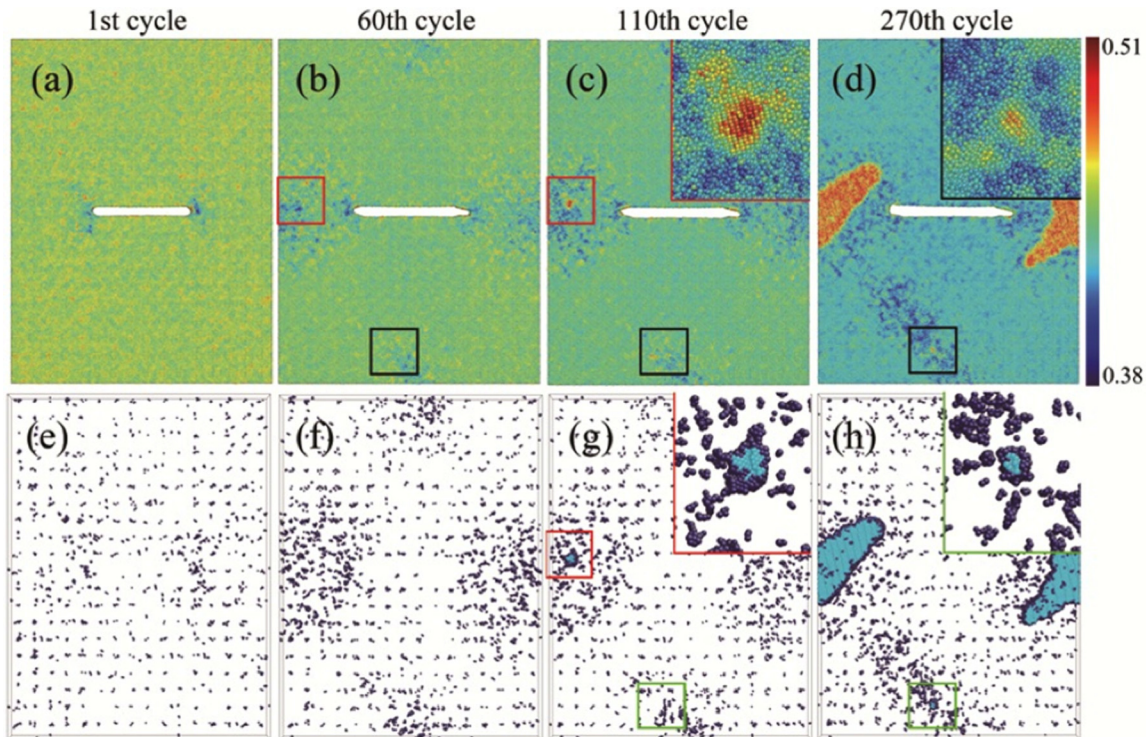 1st cycle 60th cycle 110th cycle 270th cycle
(a) (b) (c) (d)
0.51
0.38
(e) (f) (g) (h)